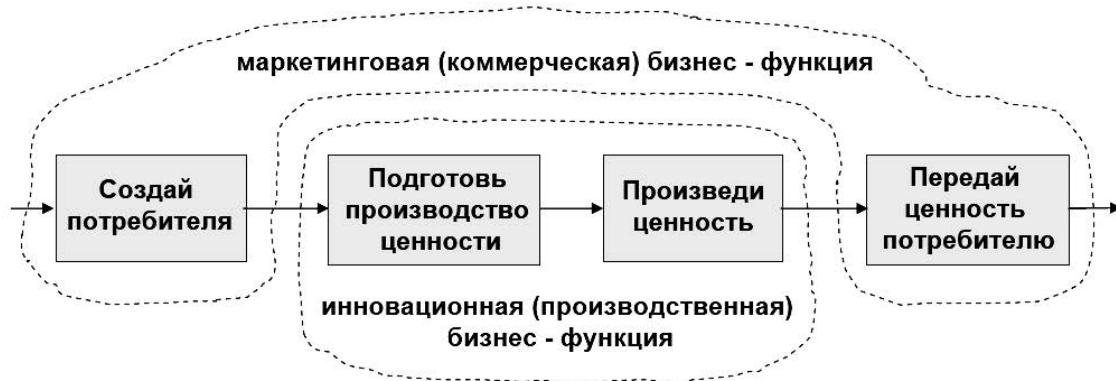 маркетинговая (коммерческая) бизнес - функция
Создай
потребителя
Подготовь
производство
ценности
Произведи
ценность
Передай
ценность
потребителю
инновационная (производственная)
бизнес - функция